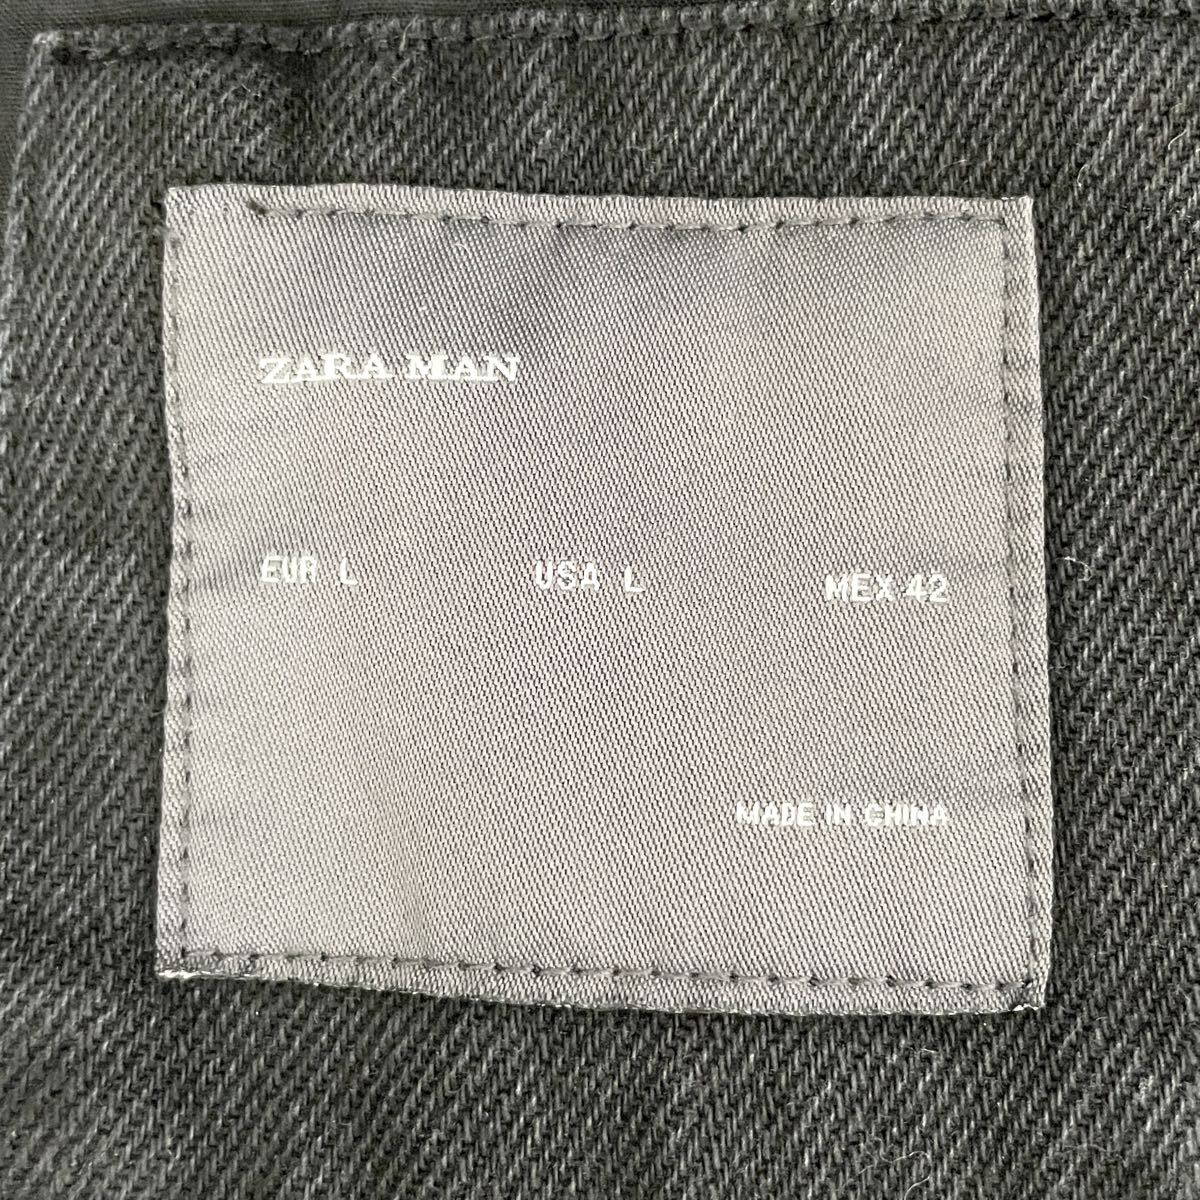 ZARA MAN
EUR L USA L MEX 42
MADE IN CHINA